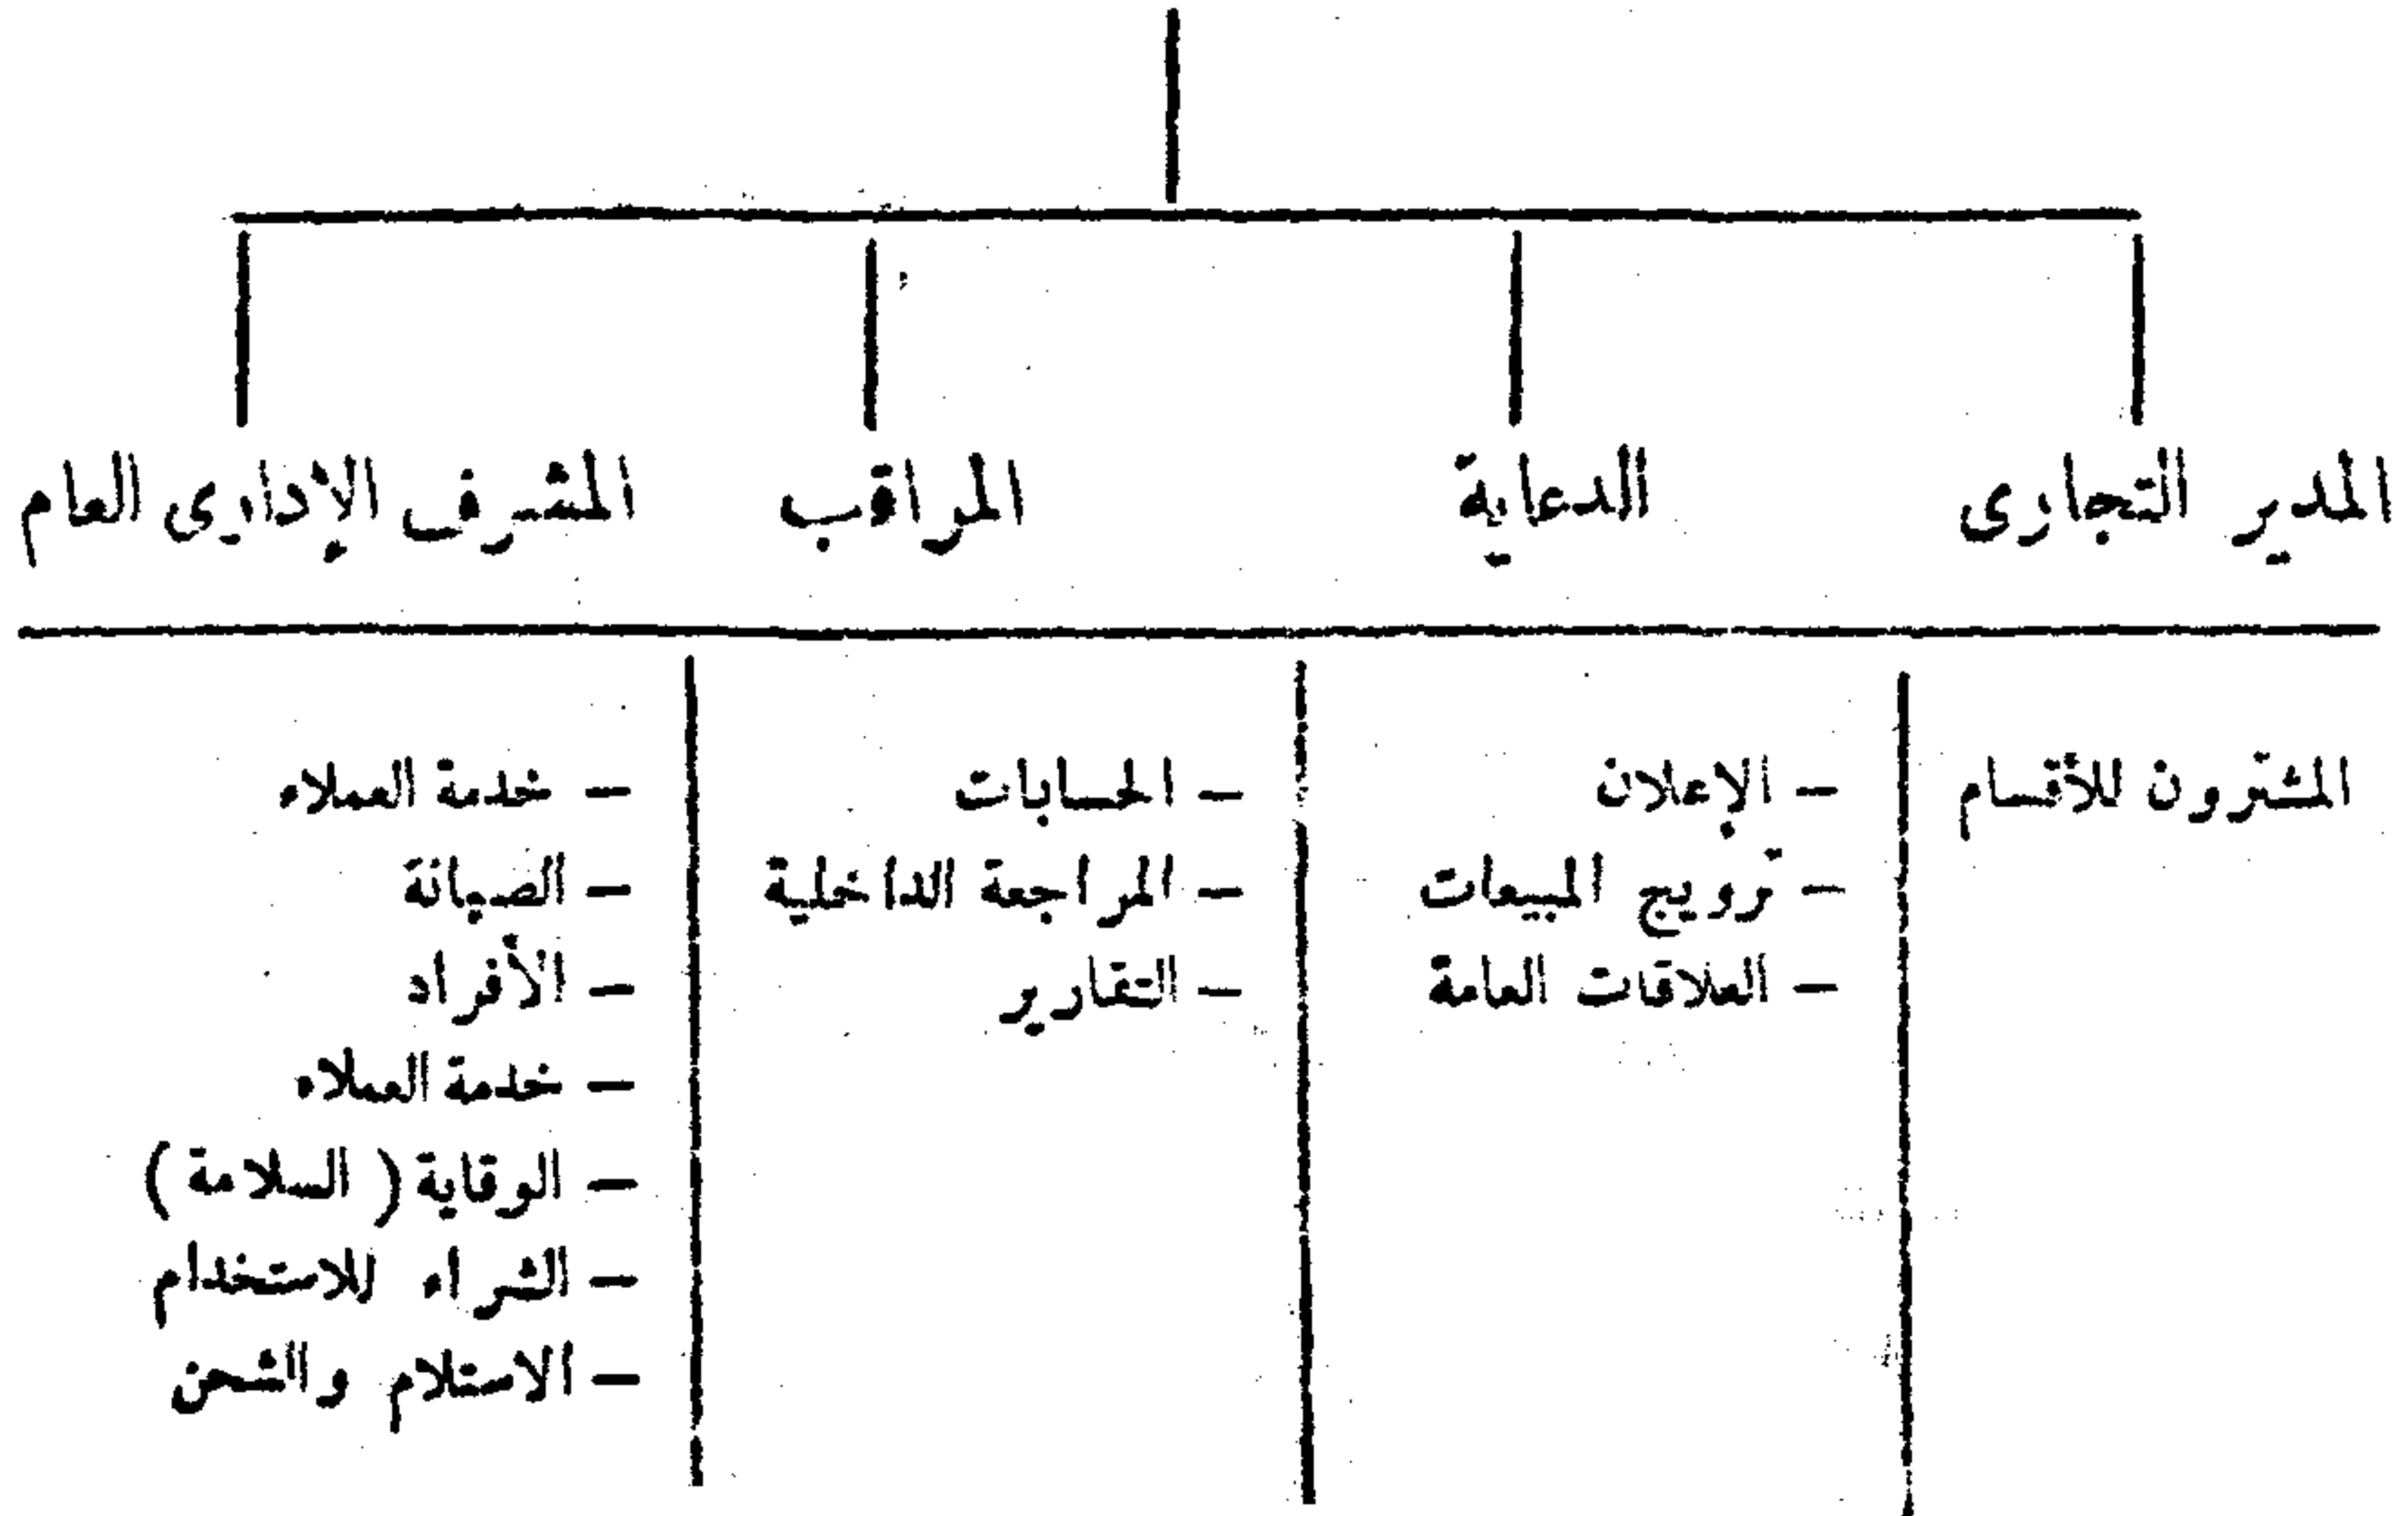 المدير التجارى
الدعاية
المراقب
المشرف الإدارى العام
المشترون للأقسام
– الإعلان
– ترويج المبيعات
– العلاقات العامة
– الحسابات
– المراجعة الداخلية
– التقارير
– خدمة العملاء
– الصيانة
– الأفراد
– خدمة العملاء
– الوقاية ( السلامة )
– الشراء للاستخدام
– الاستلام والشحن